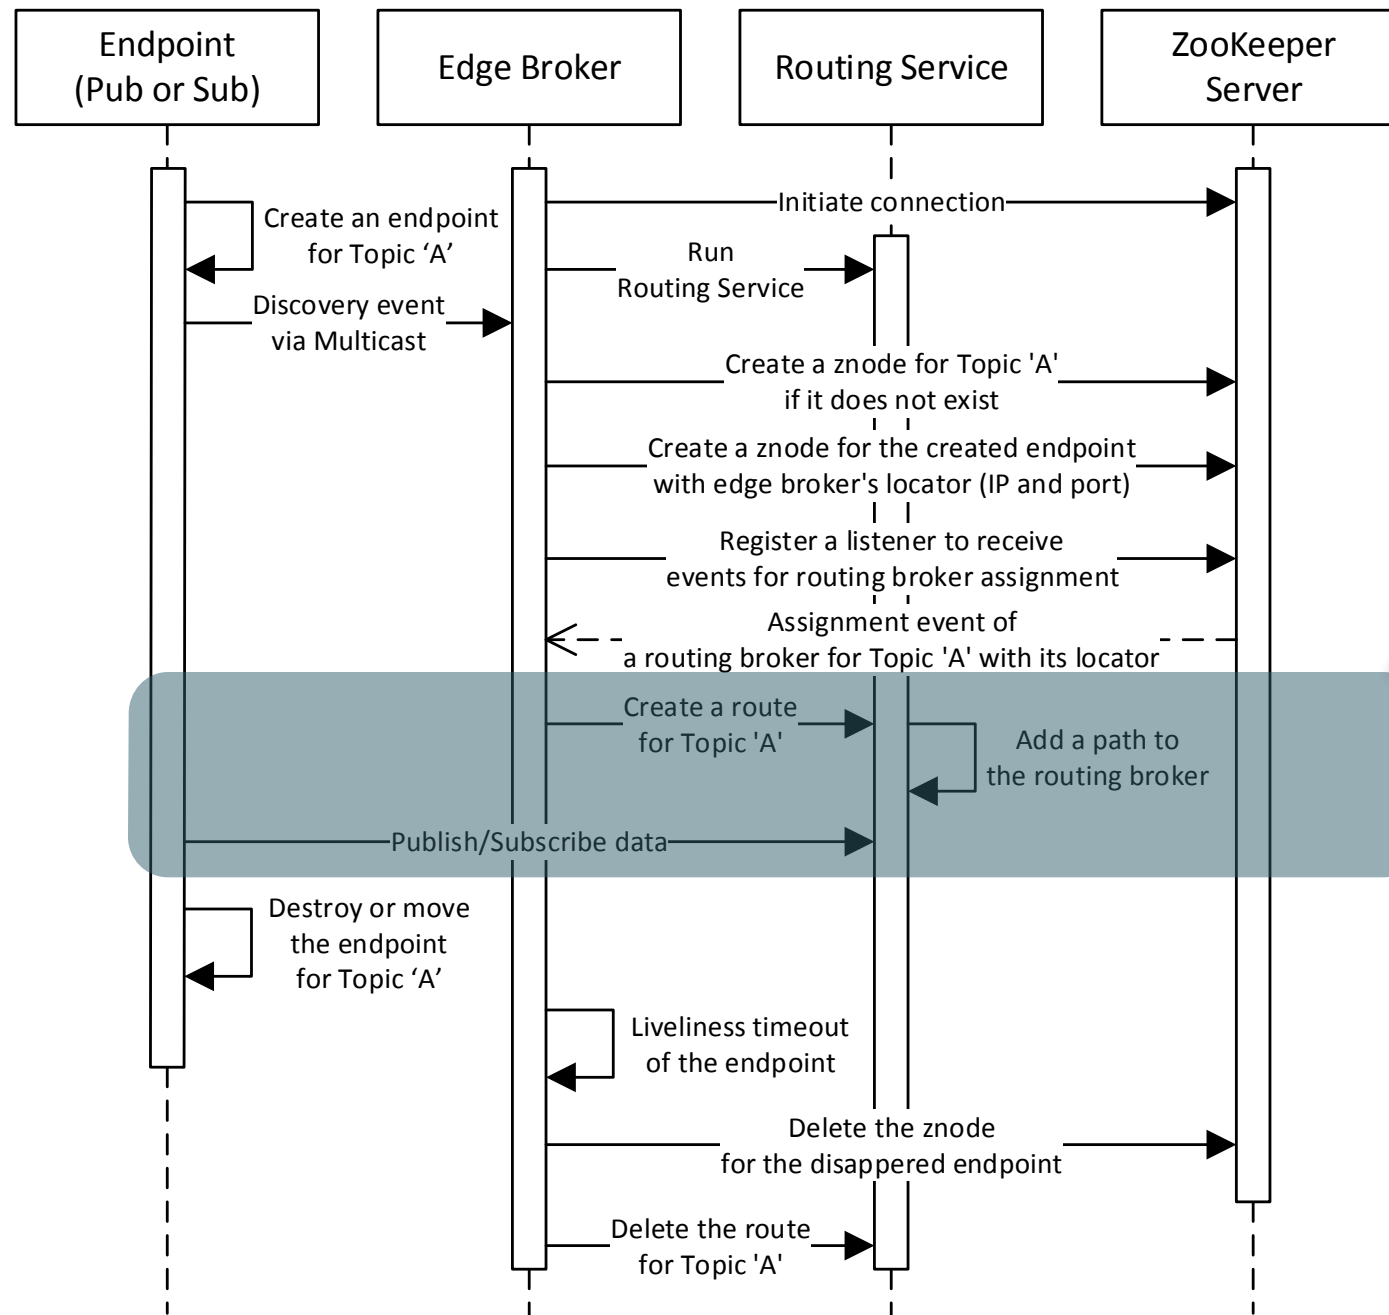 Endpoint
(Pub or Sub)
Edge Broker
Routing Service
ZooKeeper
Server
Initiate connection
Create an endpoint
for Topic ‘A’
Run
Routing Service
Discovery event
via Multicast
Create a znode for Topic 'A'
if it does not exist
Create a znode for the created endpoint
with edge broker's locator (IP and port)
Register a listener to receive
events for routing broker assignment
Assignment event of
a routing broker for Topic 'A' with its locator
Create a route
for Topic 'A'
Add a path to
the routing broker
Publish/Subscribe data
Destroy or move
the endpoint
for Topic ‘A’
Liveliness timeout
of the endpoint
Delete the znode
for the disappered endpoint
Delete the route
for Topic 'A'